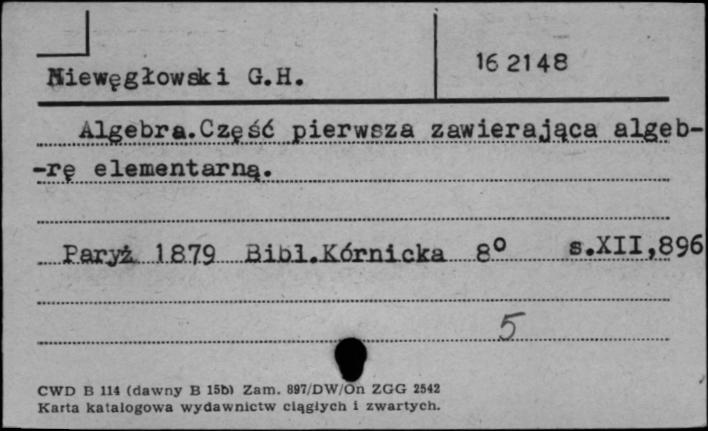 16 2148
Niewęgłowski G.H.
Algebra.Część pierwsza zawierająca algeb-
-rę elementarną.
Paryż 1879 Bibl.Kórnicka 8° s.XII,896
5
CWD B 114 (dawny B 15b) Zam. 897/DW/On ZGG 2542
Karta katalogowa wydawnictw ciągłych i zwartych.